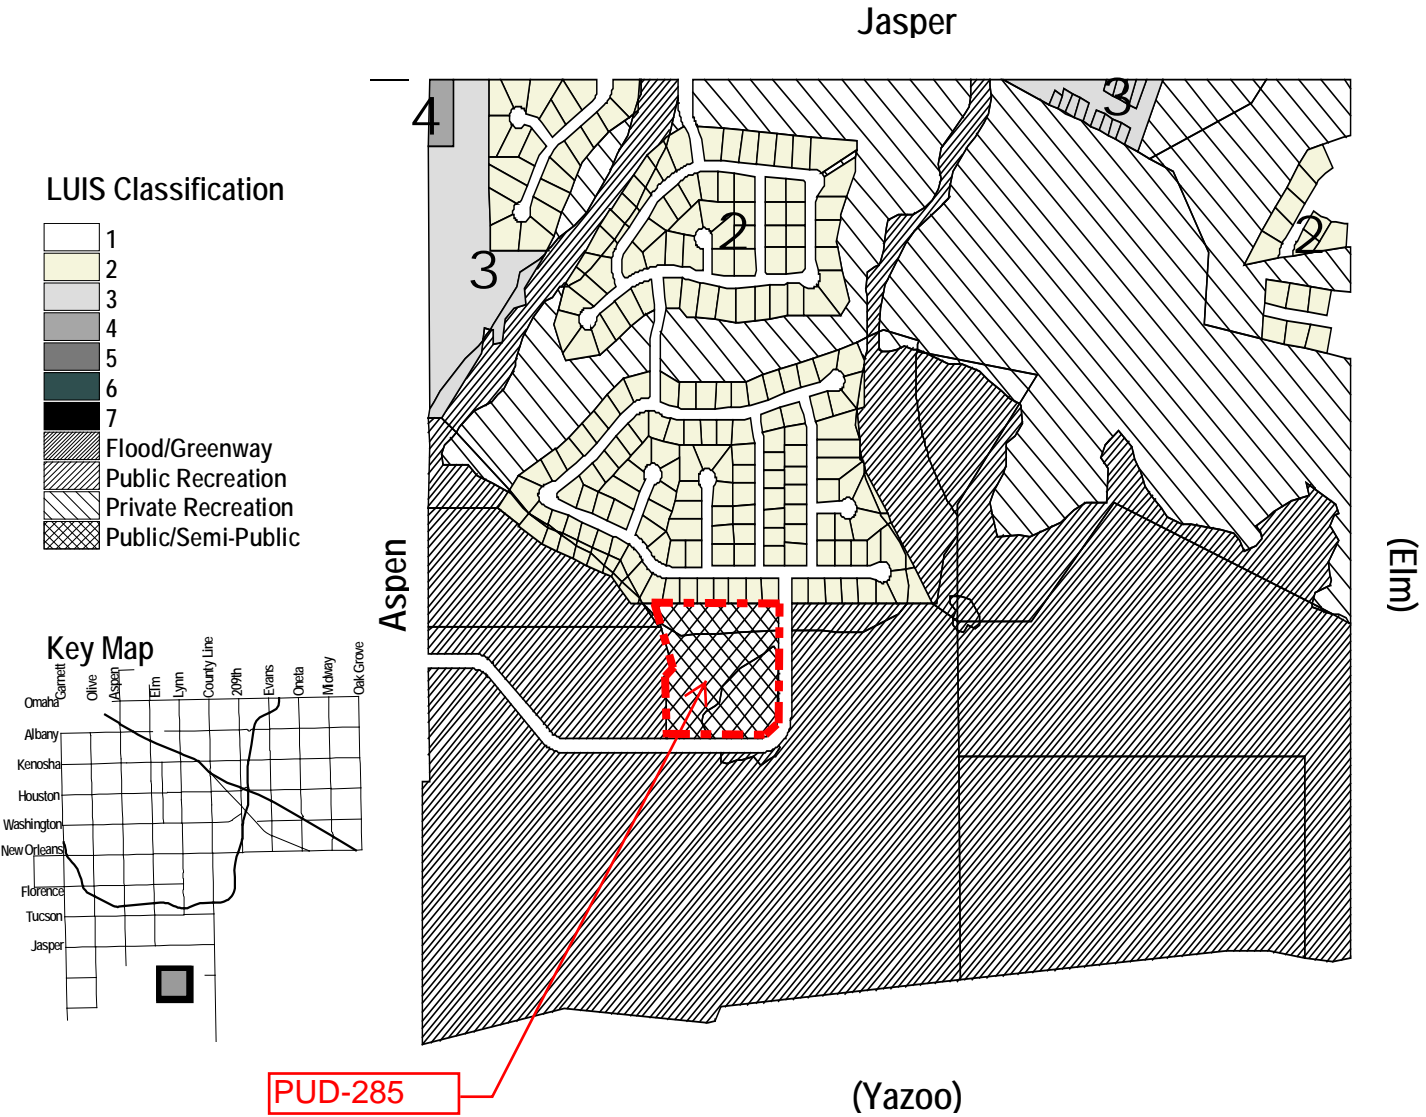 Jasper
4
3
2
2
3
LUIS Classification
1
2
3
4
5
6
7
Flood/Greenway
Public Recreation
Private Recreation
Public/Semi-Public
Aspen
(Elm)
Key Map
Garnett
Olive
Aspen
Elm
Lynn
County Line
209th
Evans
Oneta
Midway
Oak Grove
Omaha
Albany
Kenosha
Houston
Washington
New Orleans
Florence
Tucson
Jasper
PUD-285
(Yazoo)